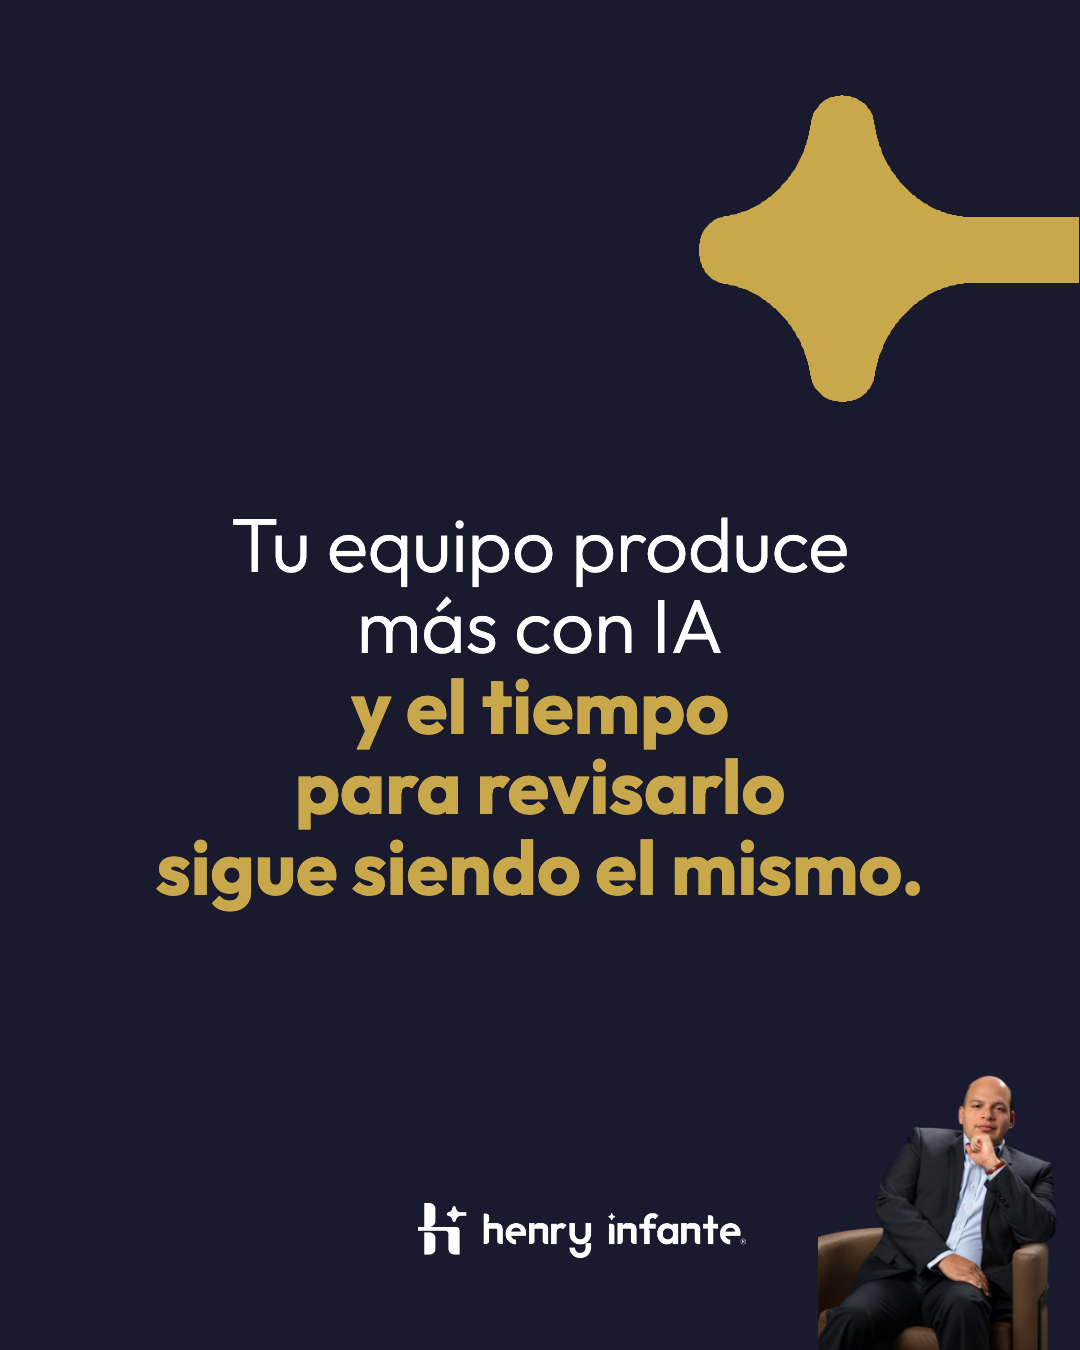 Tu equipo produce
más con IA
y el tiempo
para revisarlo
sigue siendo el mismo.
henry infante®